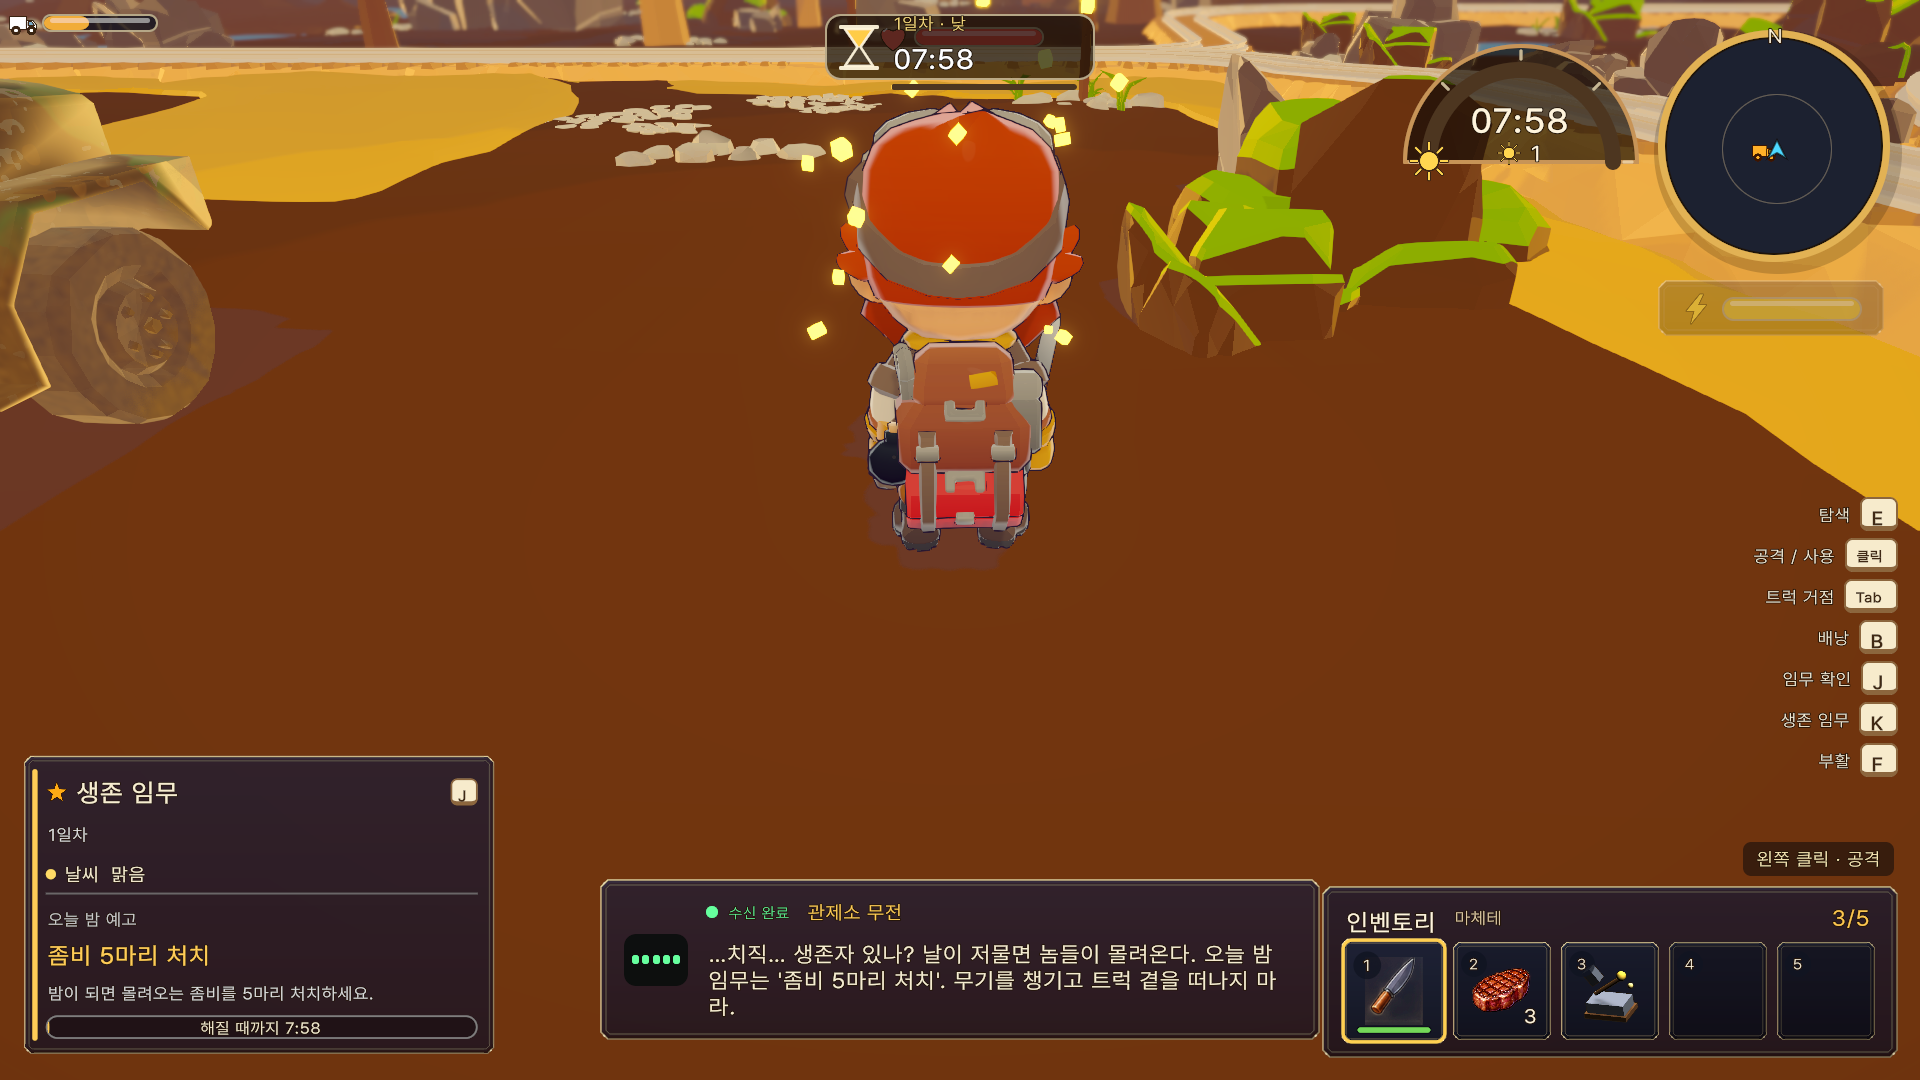 1일차 · 낮
07:58
N
07:58
1
탐색 E
공격 / 사용 클릭
트럭 거점 Tab
배낭 B
임무 확인 J
생존 임무 K
부활 F
생존 임무 J
1일차
날씨 맑음
오늘 밤 예고
좀비 5마리 처치
밤이 되면 몰려오는 좀비를 5마리 처치하세요.
해질 때까지 7:58
수신 완료 관제소 무전
...치직... 생존자 있나? 날이 저물면 놈들이 몰려온다. 오늘 밤
임무는 '좀비 5마리 처치'. 무기를 챙기고 트럭 곁을 떠나지 마
라.
왼쪽 클릭 · 공격
인벤토리 마체테 3/5
1 2 3 4 5
3